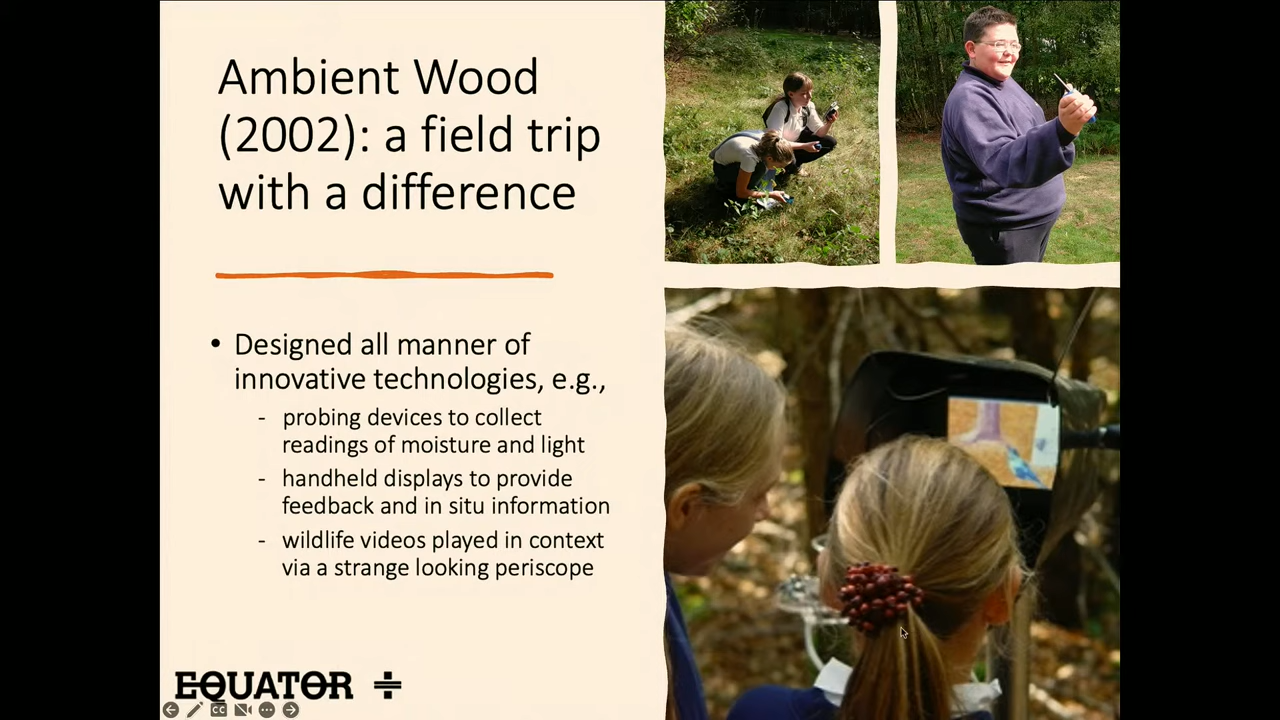 Ambient Wood
(2002): a field trip
with a difference
• Designed all manner of
innovative technologies, e.g.,
- probing devices to collect
readings of moisture and light
- handheld displays to provide
feedback and in situ information
- wildlife videos played in context
via a strange looking periscope
EQUATOR
CC